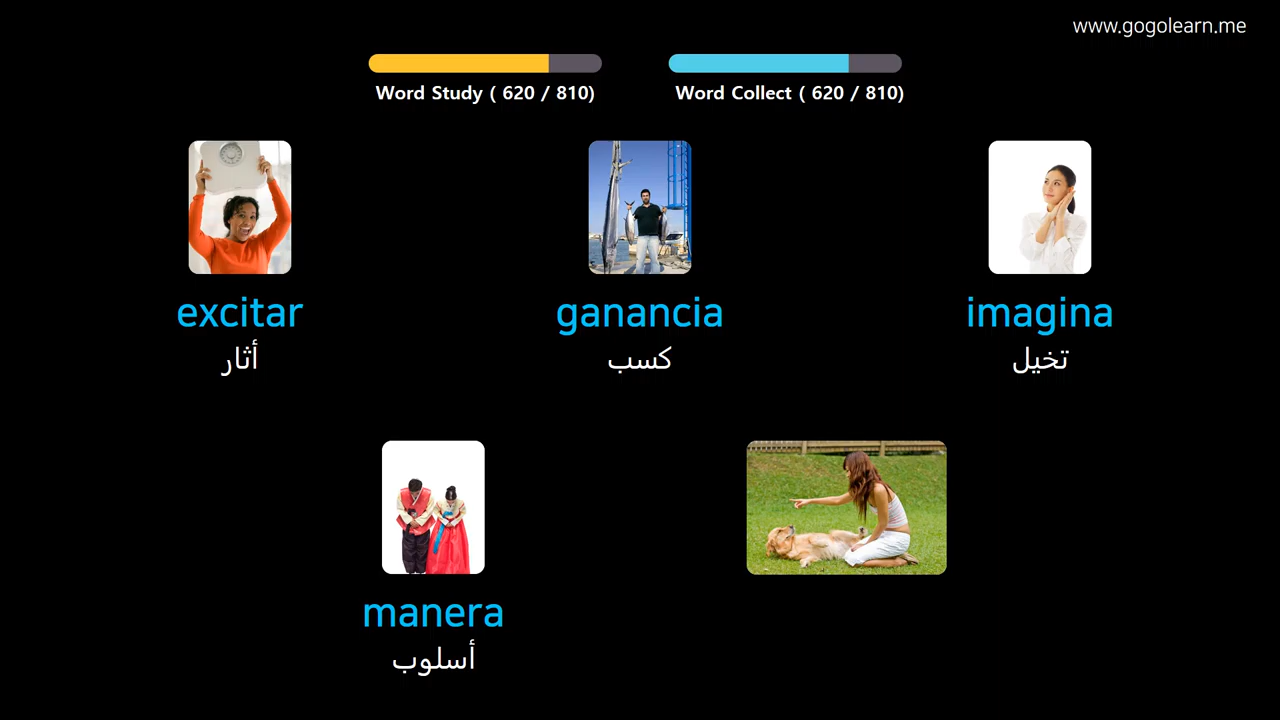 www.gogolearn.me
Word Study ( 620 / 810)
Word Collect ( 620 / 810)
excitar
أثار
ganancia
كسب
imagina
تخيل
manera
أسلوب